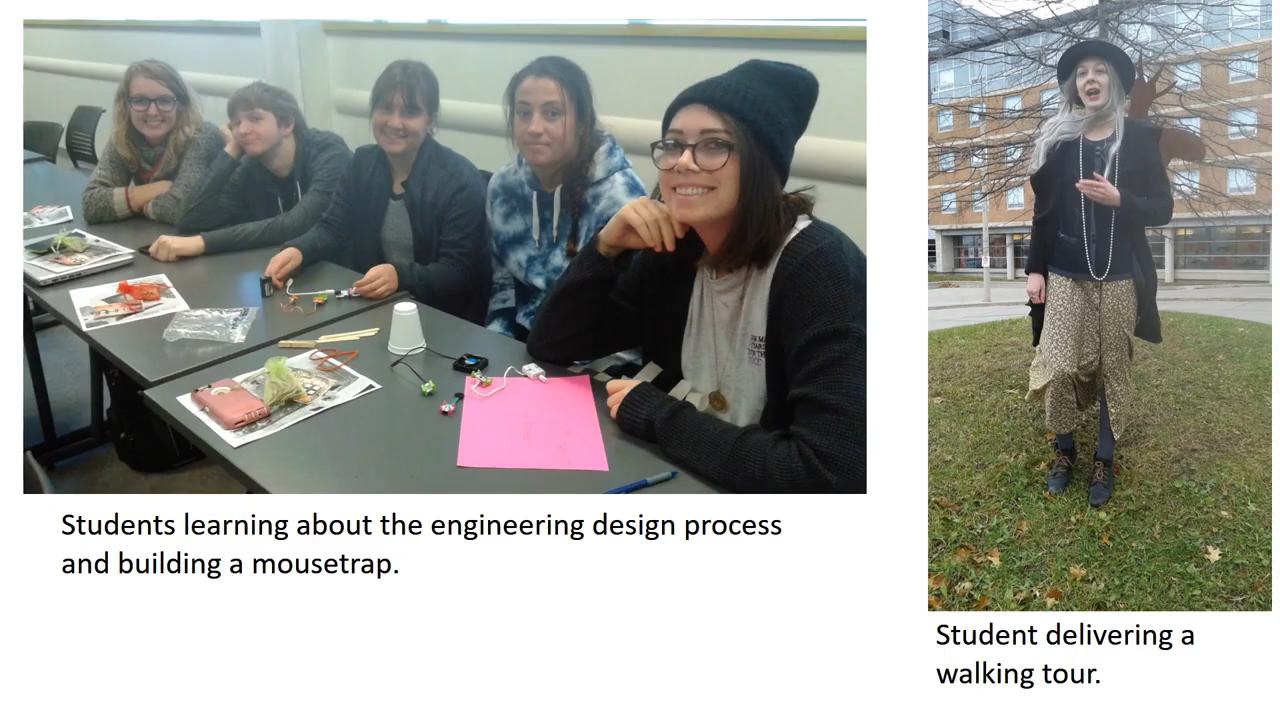 Students learning about the engineering design process
and building a mousetrap.
Student delivering a
walking tour.